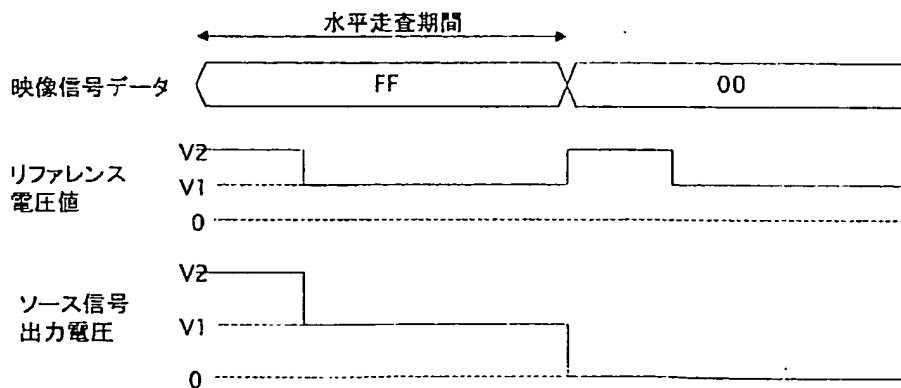 水平走査期間
映像信号データ
FF
00
リファレンス
電圧値
V2
V1
0
ソース信号
出力電圧
V2
V1
0